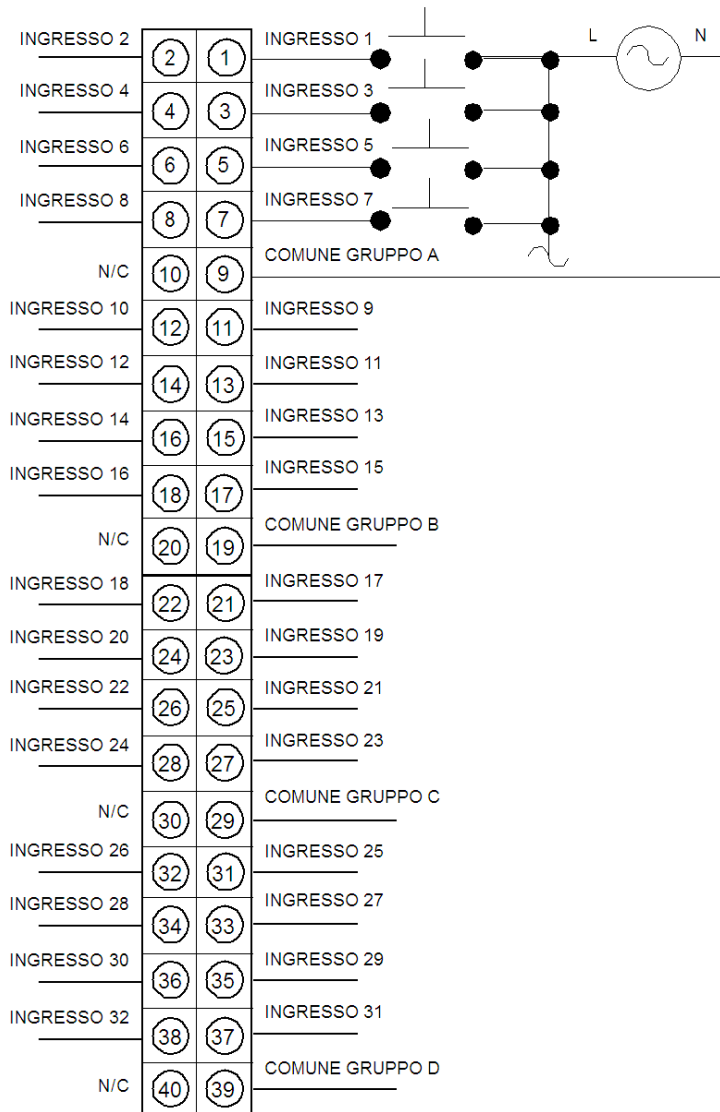 INGRESSO 2 2 1 INGRESSO 1 L N
INGRESSO 4 4 3 INGRESSO 3
INGRESSO 6 6 5 INGRESSO 5
INGRESSO 8 8 7 INGRESSO 7
N/C 10 9 COMUNE GRUPPO A
INGRESSO 10 12 11 INGRESSO 9
INGRESSO 12 14 13 INGRESSO 11
INGRESSO 14 16 15 INGRESSO 13
INGRESSO 16 18 17 INGRESSO 15
N/C 20 19 COMUNE GRUPPO B
INGRESSO 18 22 21 INGRESSO 17
INGRESSO 20 24 23 INGRESSO 19
INGRESSO 22 26 25 INGRESSO 21
INGRESSO 24 28 27 INGRESSO 23
N/C 30 29 COMUNE GRUPPO C
INGRESSO 26 32 31 INGRESSO 25
INGRESSO 28 34 33 INGRESSO 27
INGRESSO 30 36 35 INGRESSO 29
INGRESSO 32 38 37 INGRESSO 31
N/C 40 39 COMUNE GRUPPO D